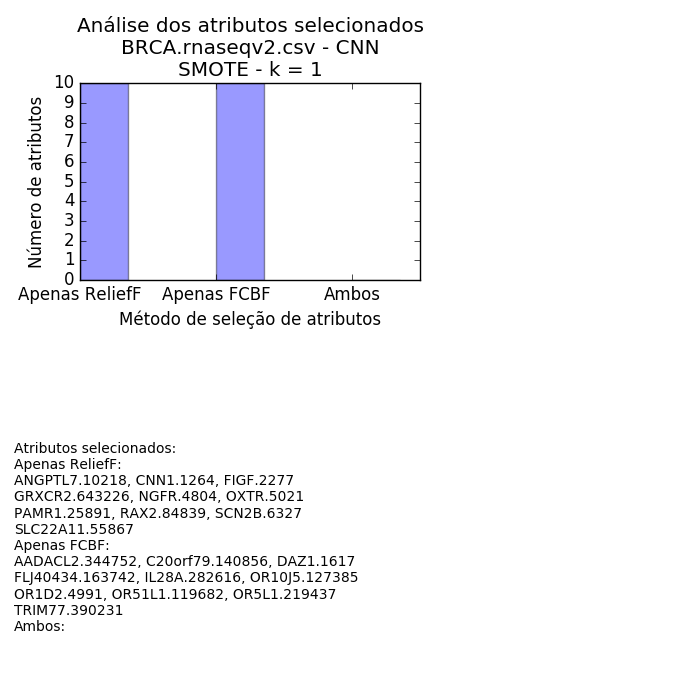 Análise dos atributos selecionados
BRCA.rnaseqv2.csv - CNN
SMOTE - k = 1
Número de atributos
10
9
8
7
6
5
4
3
2
1
0
Apenas ReliefF
Apenas FCBF
Ambos
Método de seleção de atributos
Atributos selecionados:
Apenas ReliefF:
ANGPTL7.10218, CNN1.1264, FIGF.2277
GRXCR2.643226, NGFR.4804, OXTR.5021
PAMR1.25891, RAX2.84839, SCN2B.6327
SLC22A11.55867
Apenas FCBF:
AADACL2.344752, C20orf79.140856, DAZ1.1617
FLJ40434.163742, IL28A.282616, OR10J5.127385
OR1D2.4991, OR51L1.119682, OR5L1.219437
TRIM77.390231
Ambos: